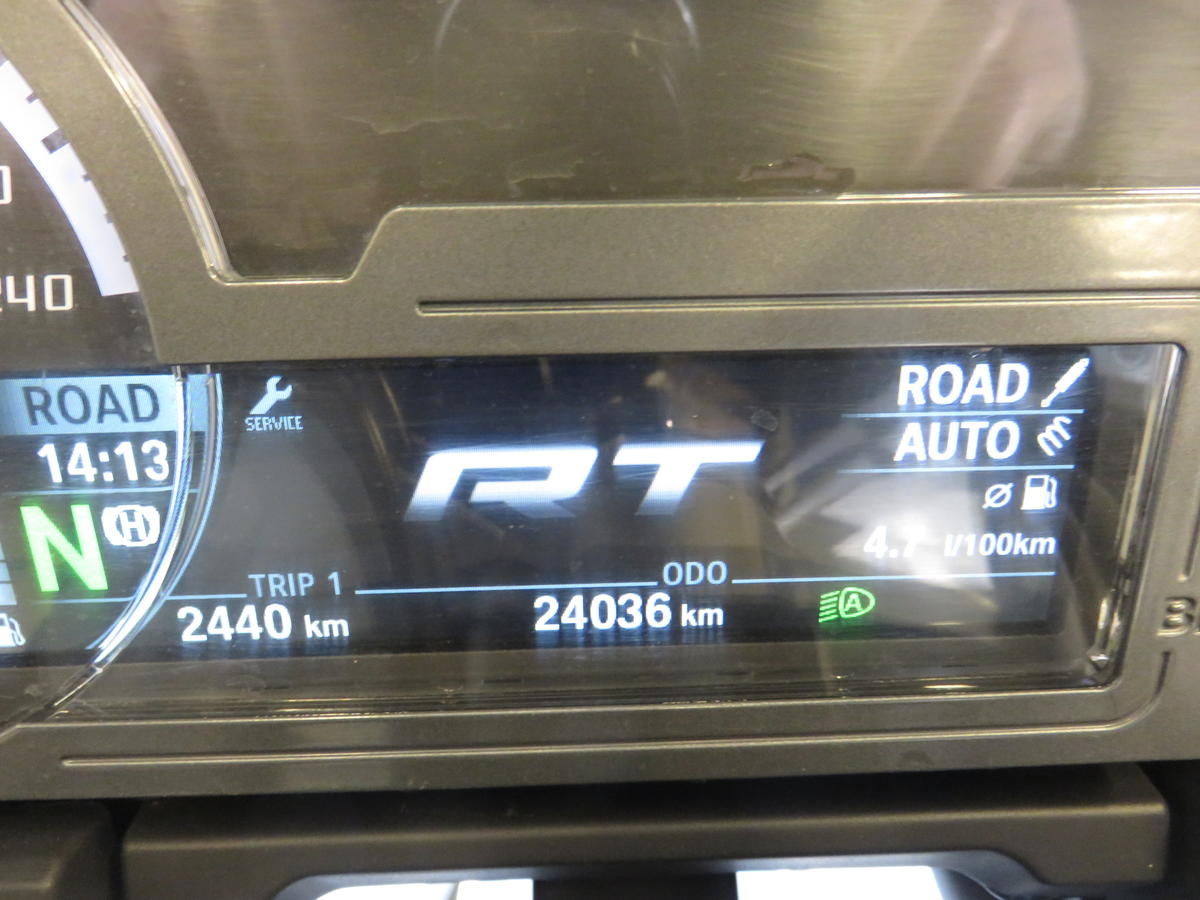 240
ROAD
14:13
N
SERVICE
RT
ROAD
AUTO
4.7 l/100km
TRIP 1
2440 km
ODO
24036 km
A